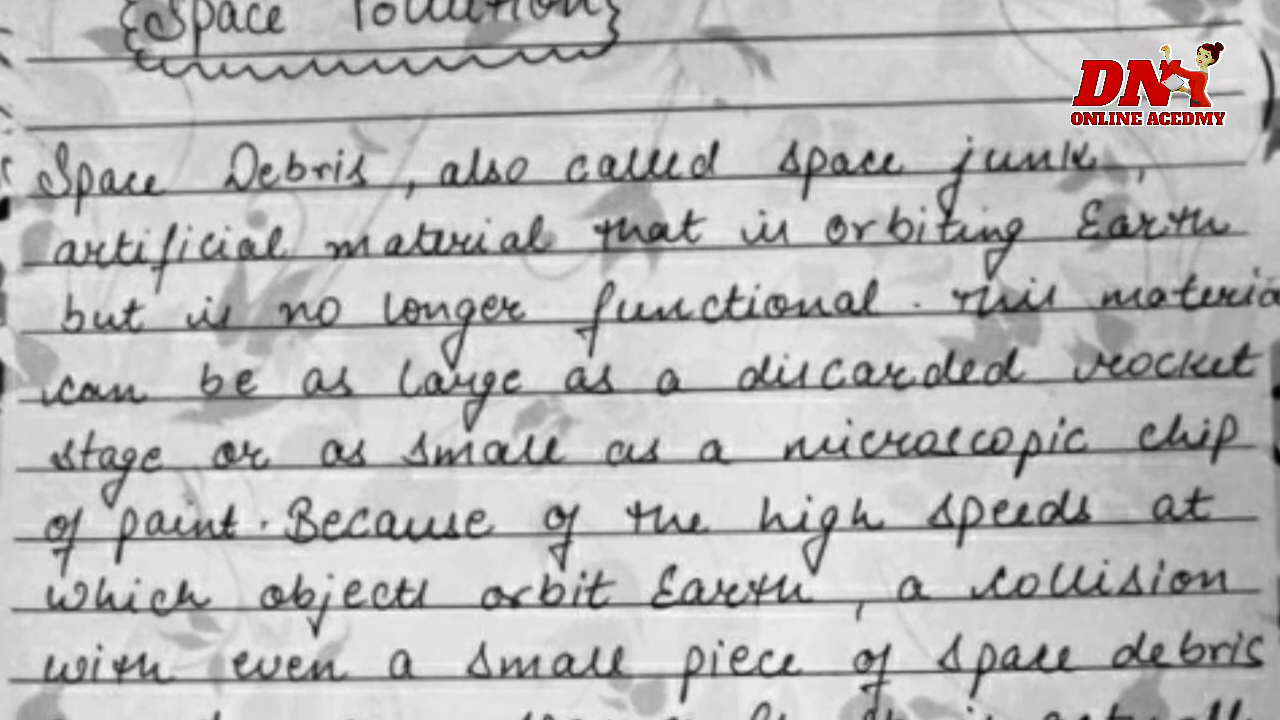 Space Pollution
DNY
ONLINE ACEDMY
Space Debris, also called space junk,
artificial material that is orbiting Earth
but is no longer functional. This materia
can be as large as a discarded rocket
stage or as small as a microscopic chip
of paint. Because of the high speeds at
which objects orbit Earth, a collision
with even a small piece of space debris